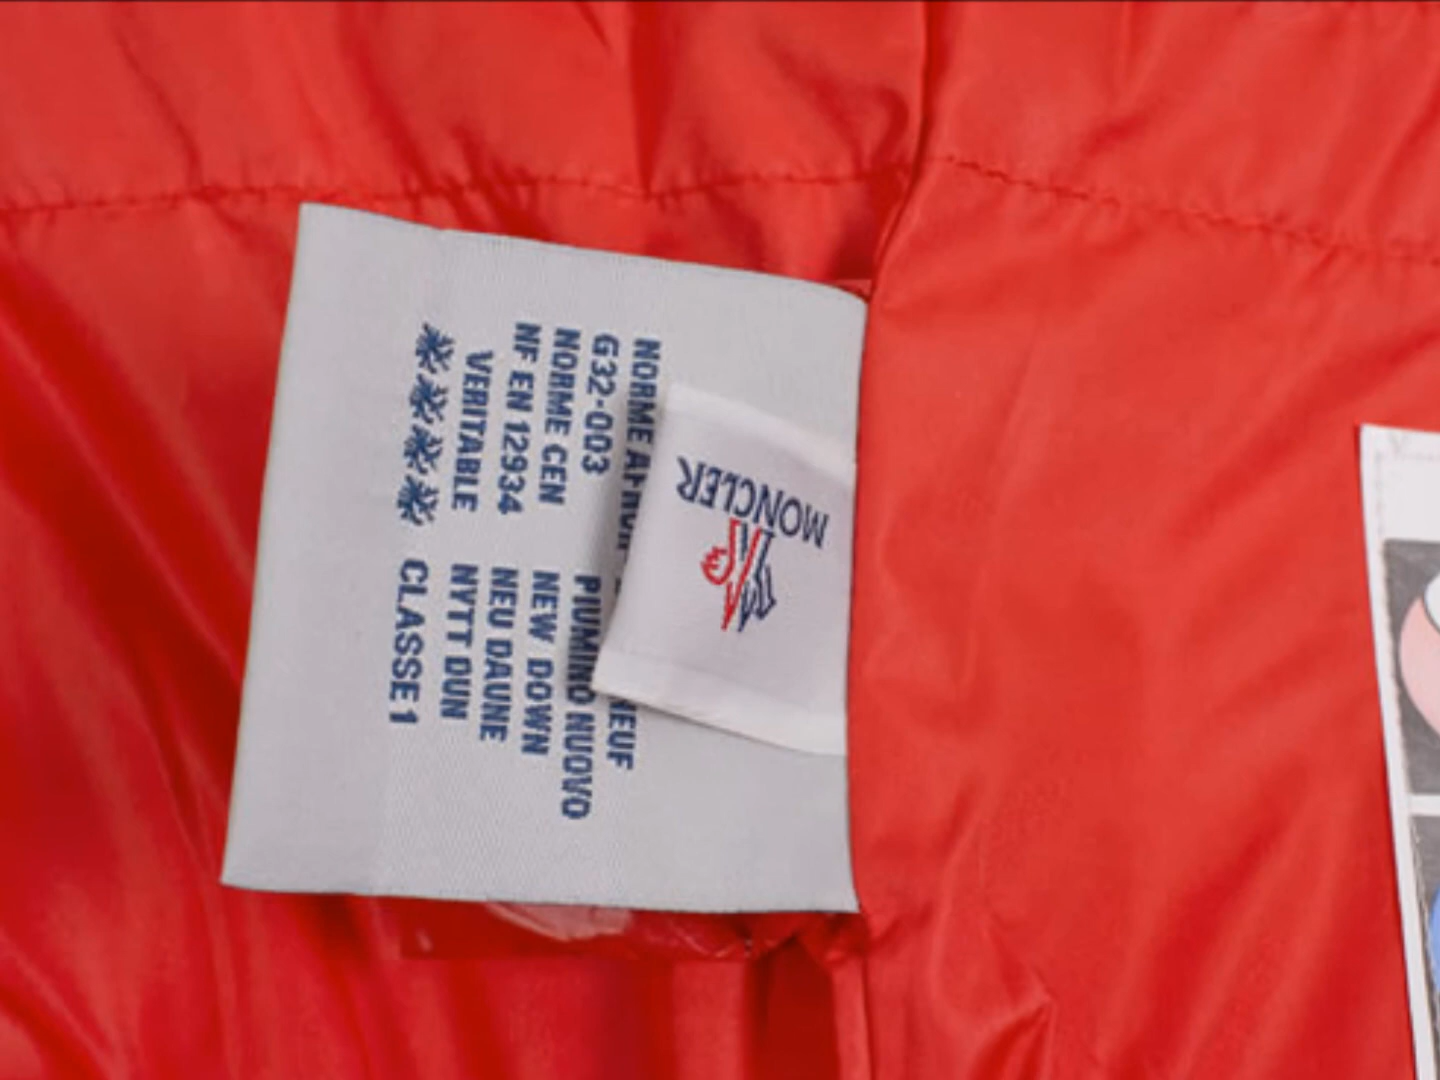 NORME
G32-003
NORME CEN
NF EN 12934
VERITABLE
NEUF
PIUMINO NUOVO
NEW DOWN
NEU DAUNE
NYTT DUN
CLASSE 1
MONCLER